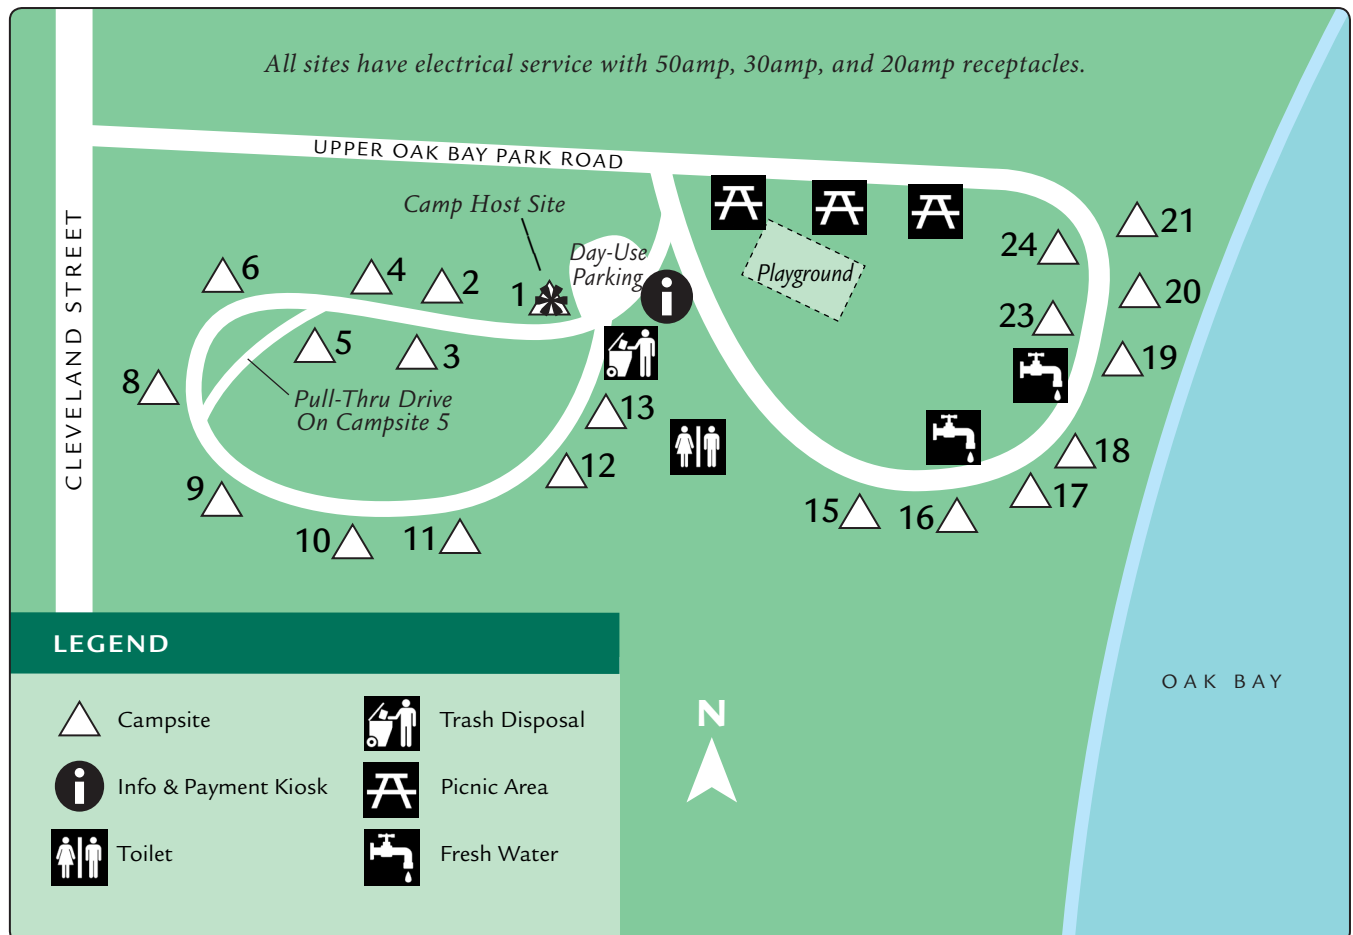 All sites have electrical service with 50amp, 30amp, and 20amp receptacles.
UPPER OAK BAY PARK ROAD
CLEVELAND STREET
Camp Host Site
Day-Use
Parking
Playground
1
2
3
4
5
6
8
9
10
11
12
13
15
16
17
18
19
20
21
23
24
Pull-Thru Drive
On Campsite 5
OAK BAY
N
LEGEND
Campsite
Info & Payment Kiosk
Toilet
Trash Disposal
Picnic Area
Fresh Water